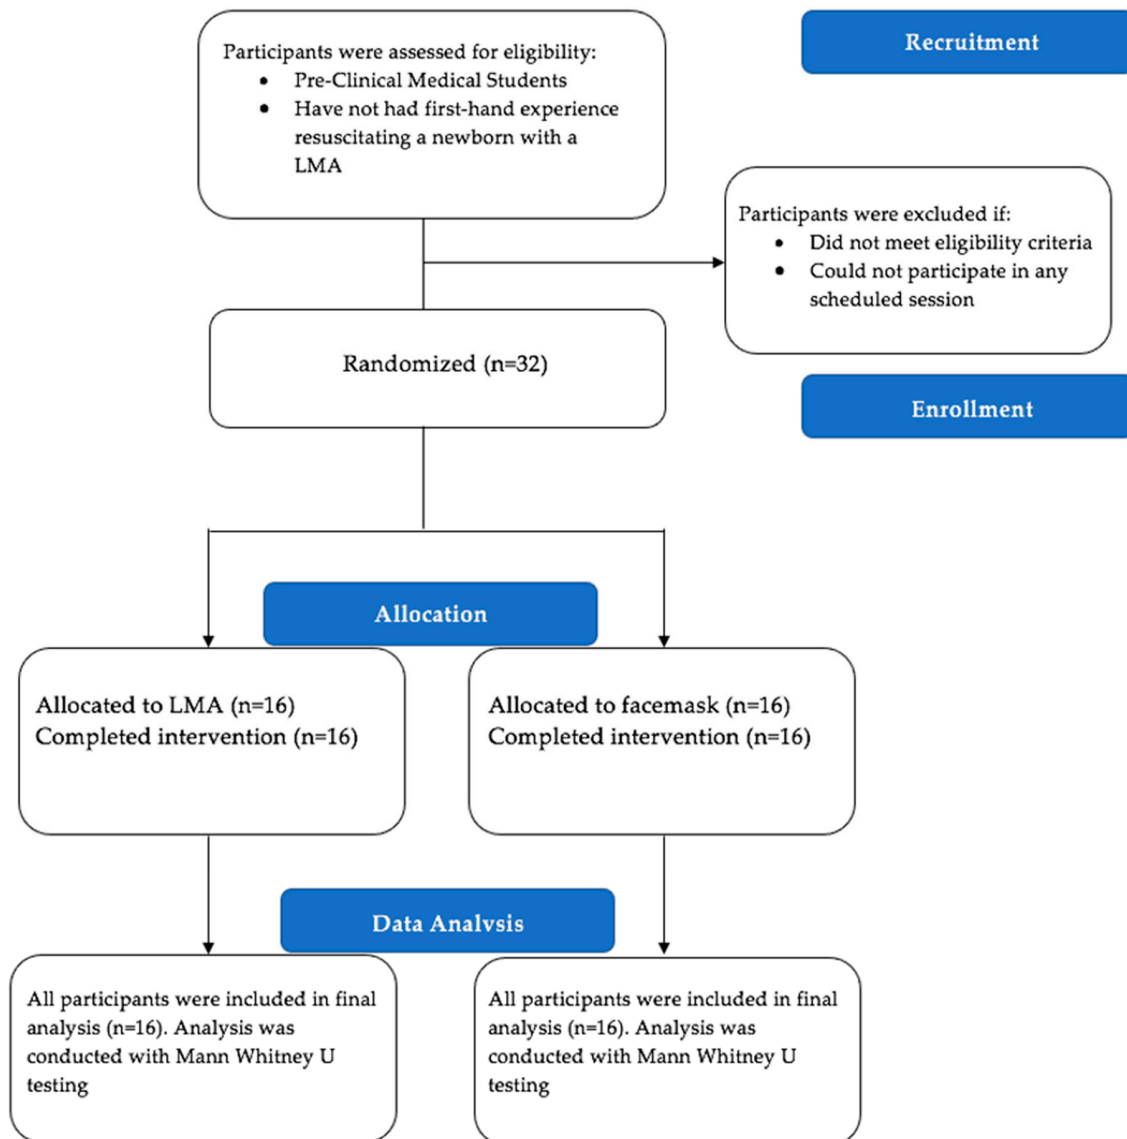 Participants were assessed for eligibility:
• Pre-Clinical Medical Students
• Have not had first-hand experience
resuscitating a newborn with a
LMA
Recruitment
Participants were excluded if:
• Did not meet eligibility criteria
• Could not participate in any
scheduled session
Randomized (n=32)
Enrollment
Allocation
Allocated to LMA (n=16)
Completed intervention (n=16)
Allocated to facemask (n=16)
Completed intervention (n=16)
Data Analysis
All participants were included in final
analysis (n=16). Analysis was
conducted with Mann Whitney U
testing
All participants were included in final
analysis (n=16). Analysis was
conducted with Mann Whitney U
testing